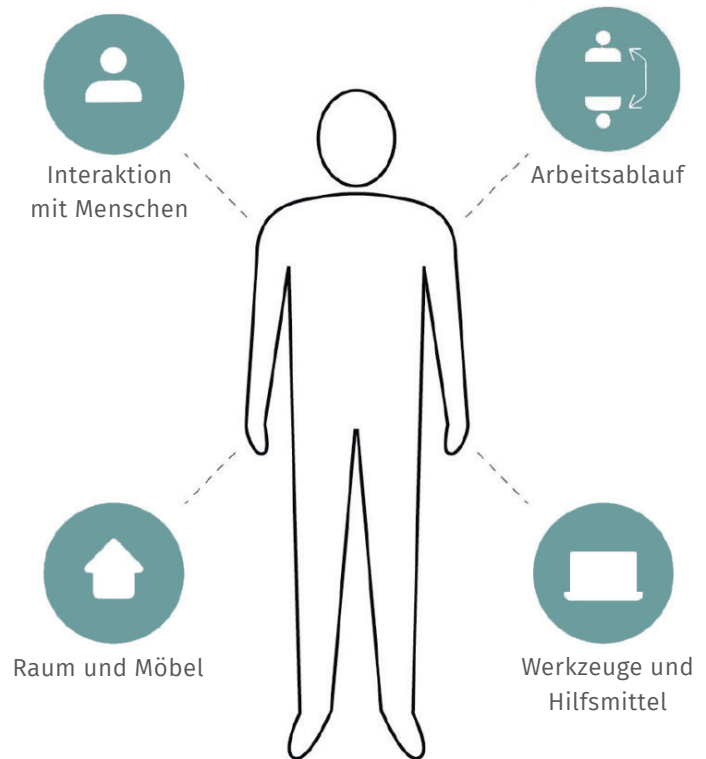 Interaktion
mit Menschen
Arbeitsablauf
Raum und Möbel
Werkzeuge und
Hilfsmittel